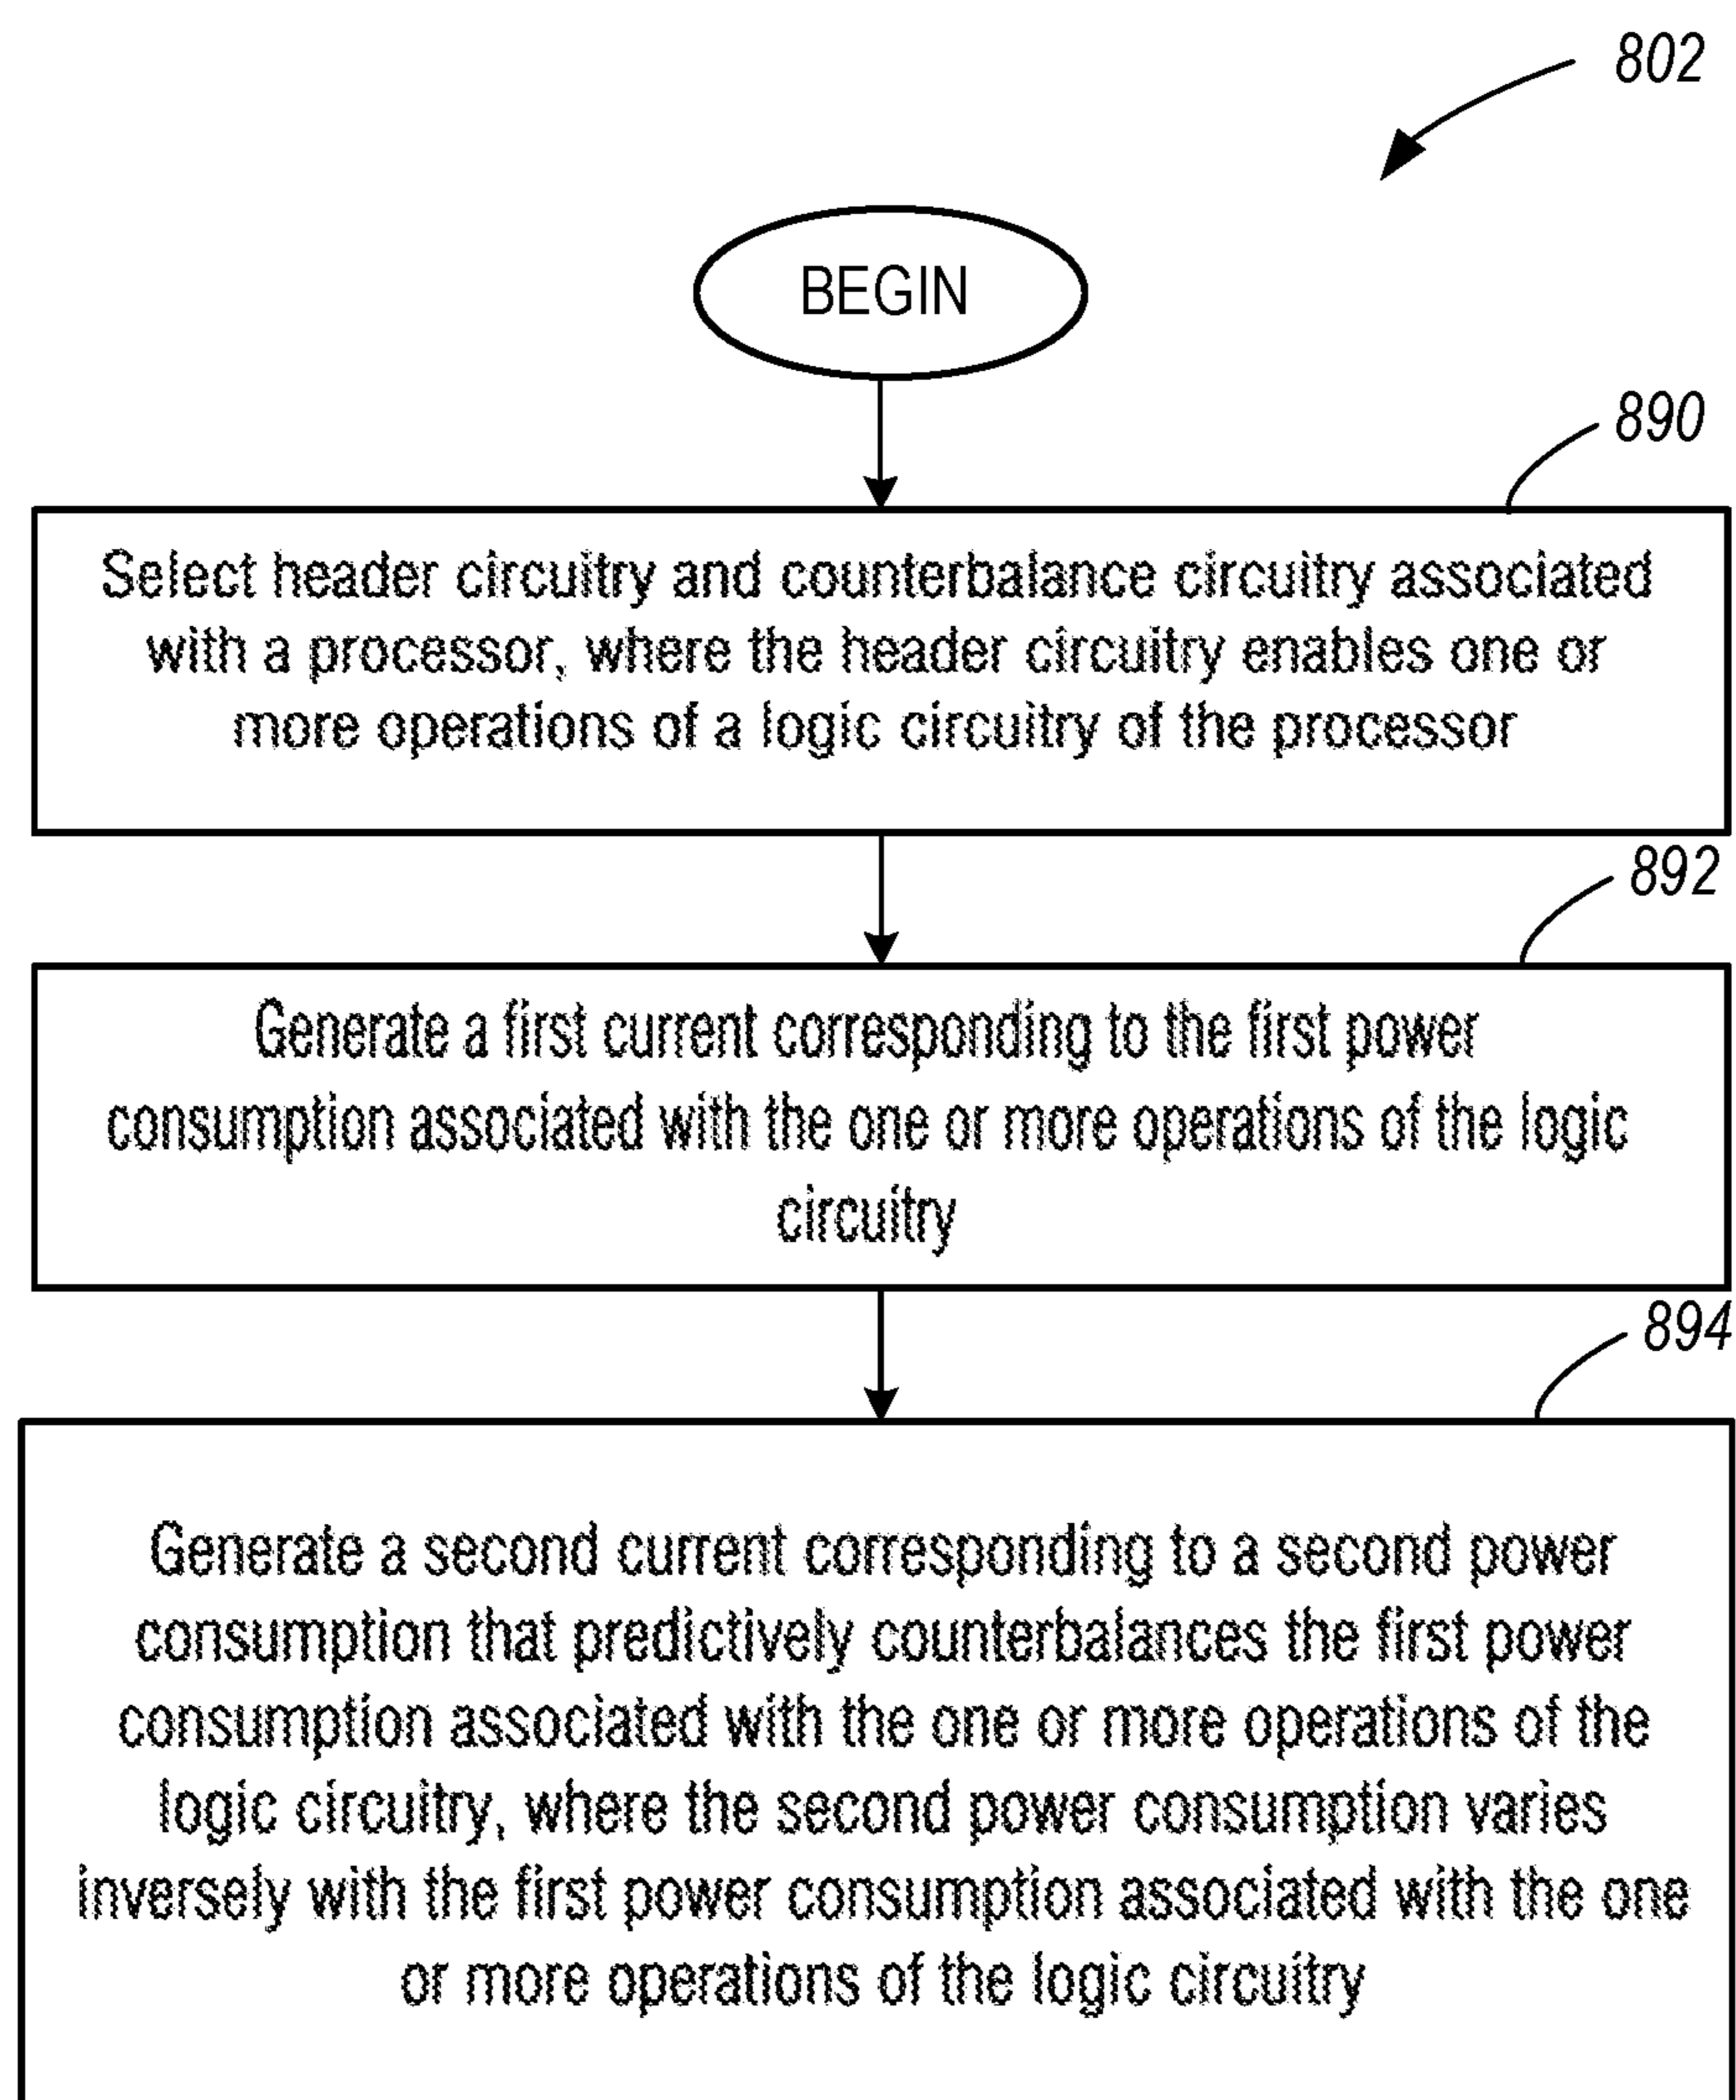 802
BEGIN
890
Select header circuitry and counterbalance circuitry associated
with a processor, where the header circuitry enables one or
more operations of a logic circuitry of the processor
892
Generate a first current corresponding to the first power
consumption associated with the one or more operations of the logic
circuitry
894
Generate a second current corresponding to a second power
consumption that predictively counterbalances the first power
consumption associated with the one or more operations of the
logic circuitry, where the second power consumption varies
inversely with the first power consumption associated with the one
or more operations of the logic circuitry